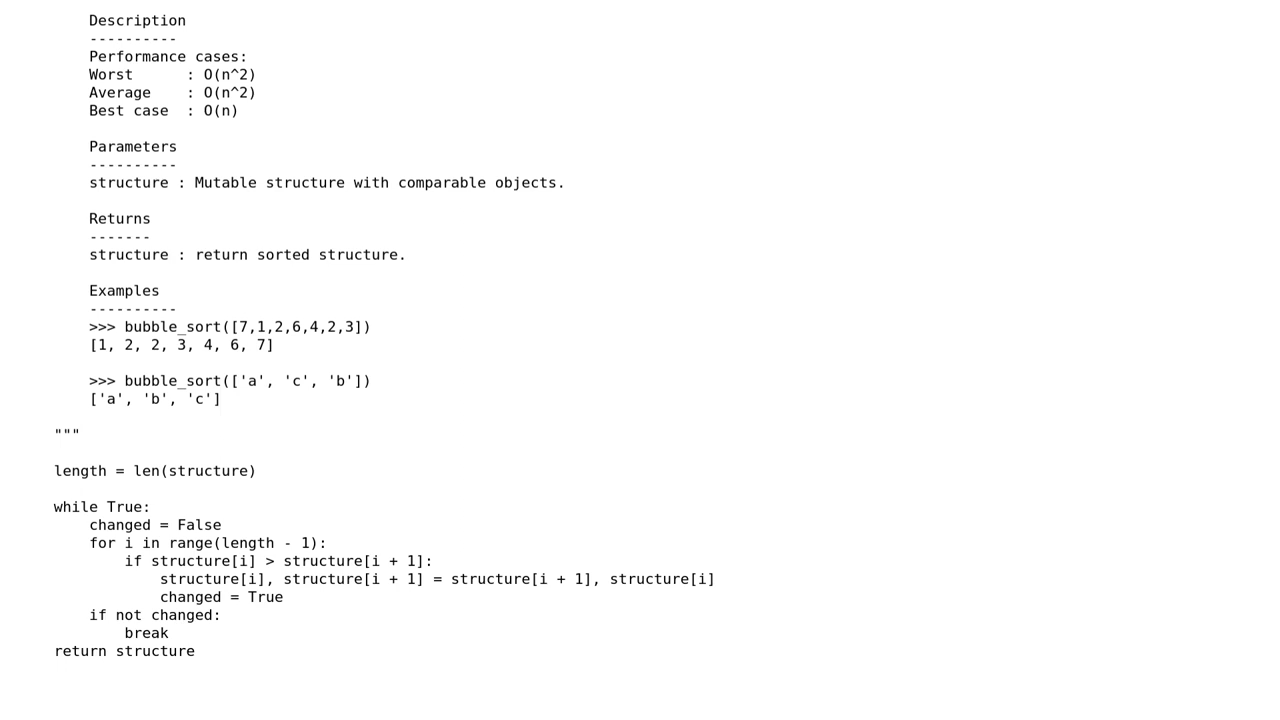 Description
----------
Performance cases:
Worst      : O(n^2)
Average    : O(n^2)
Best case  : O(n)

Parameters
----------
structure : Mutable structure with comparable objects.

Returns
-------
structure : return sorted structure.

Examples
----------
>>> bubble_sort([7,1,2,6,4,2,3])
[1, 2, 2, 3, 4, 6, 7]

>>> bubble_sort(['a', 'c', 'b'])
['a', 'b', 'c']

"""

length = len(structure)

while True:
    changed = False
    for i in range(length - 1):
        if structure[i] > structure[i + 1]:
            structure[i], structure[i + 1] = structure[i + 1], structure[i]
            changed = True
    if not changed:
        break
return structure